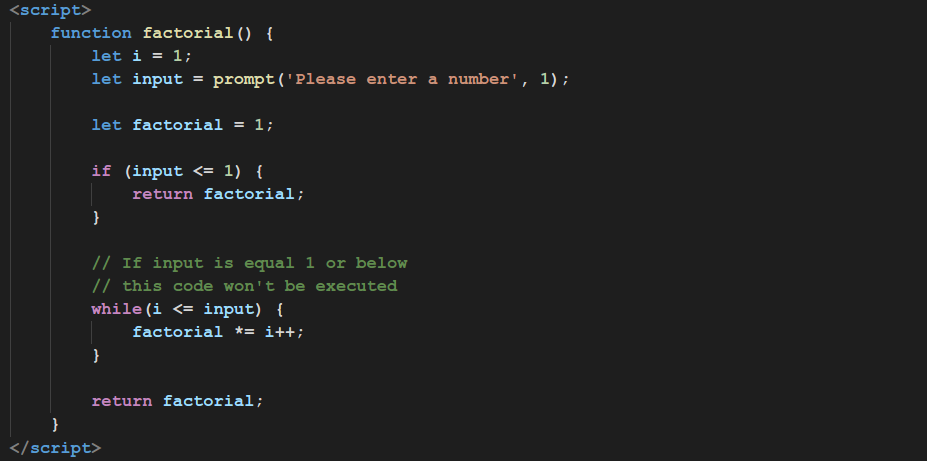 <script>
function factorial() {
let i = 1;
let input = prompt('Please enter a number', 1);
let factorial = 1;
if (input <= 1) {
return factorial;
}
// If input is equal 1 or below
// this code won't be executed
while(i <= input) {
factorial *= i++;
}
return factorial;
}
</script>